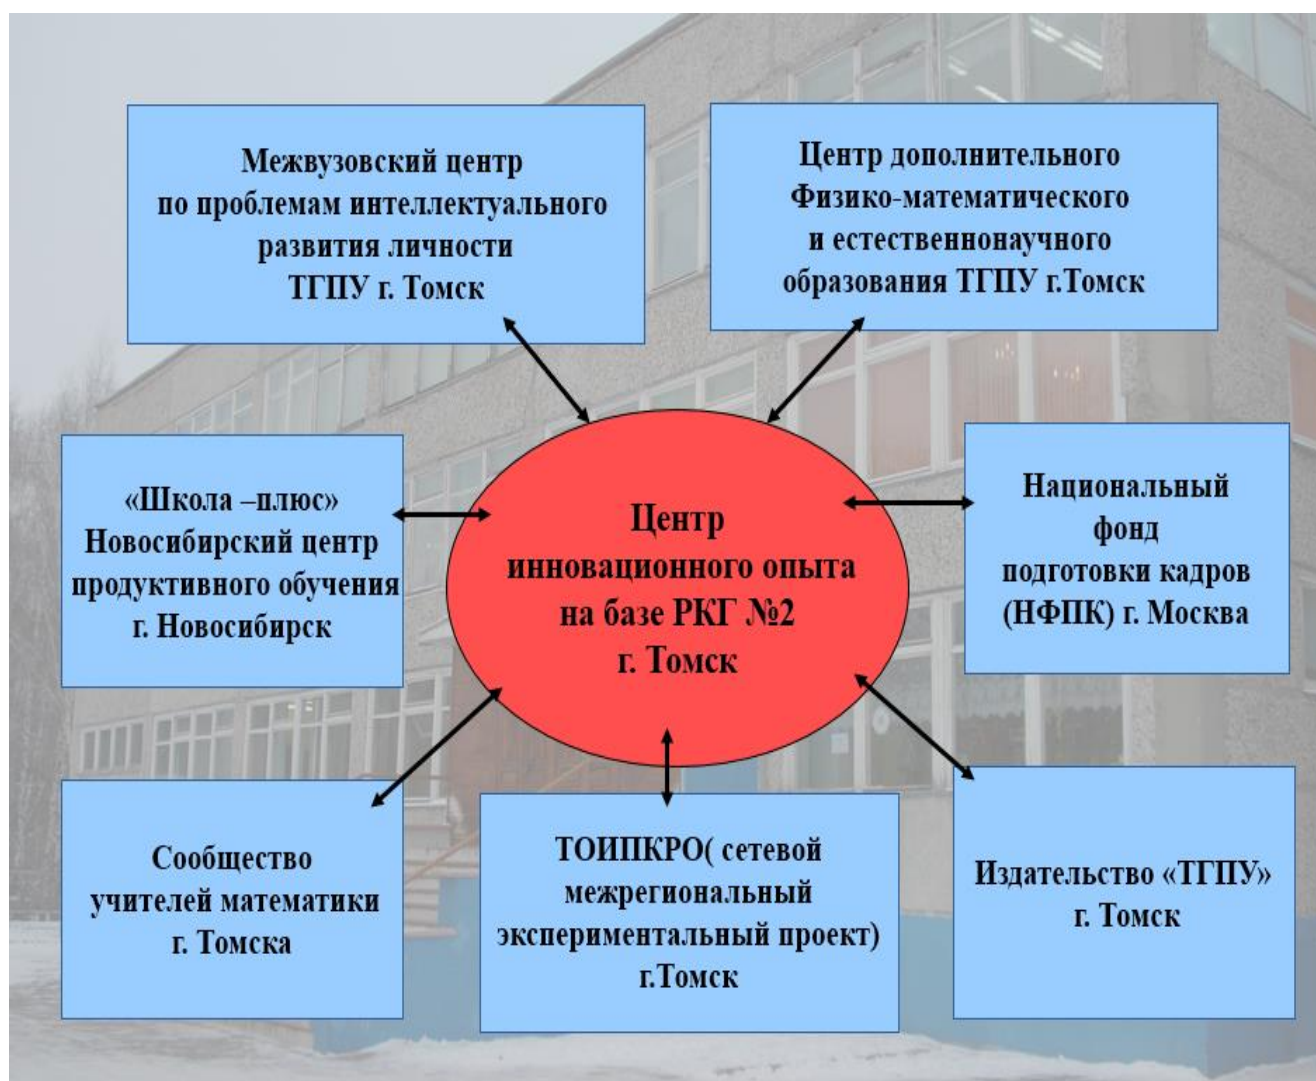 Межвузовский центр
по проблемам интеллектуального
развития личности
ТГПУ г. Томск
Центр дополнительного
Физико-математического
и естественнонаучного
образования ТГПУ г.Томск
«Школа –плюс»
Новосибирский центр
продуктивного обучения
г. Новосибирск
Центр
инновационного опыта
на базе РКГ №2
г. Томск
Национальный
фонд
подготовки кадров
(НФПК) г. Москва
Сообщество
учителей математики
г. Томска
ТОИПКРО( сетевой
межрегиональный
экспериментальный проект)
г.Томск
Издательство «ТГПУ»
г. Томск